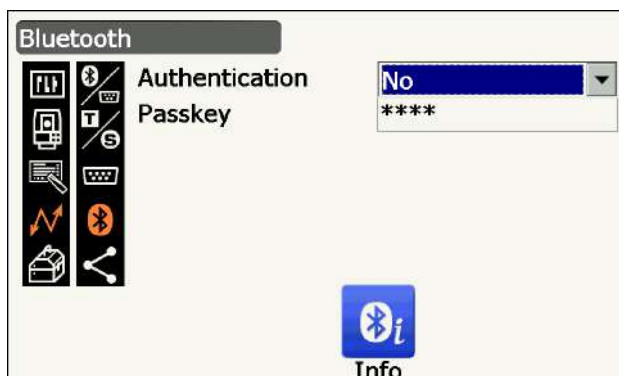 Bluetooth
Authentication No
Passkey ****
T
S
i
Info